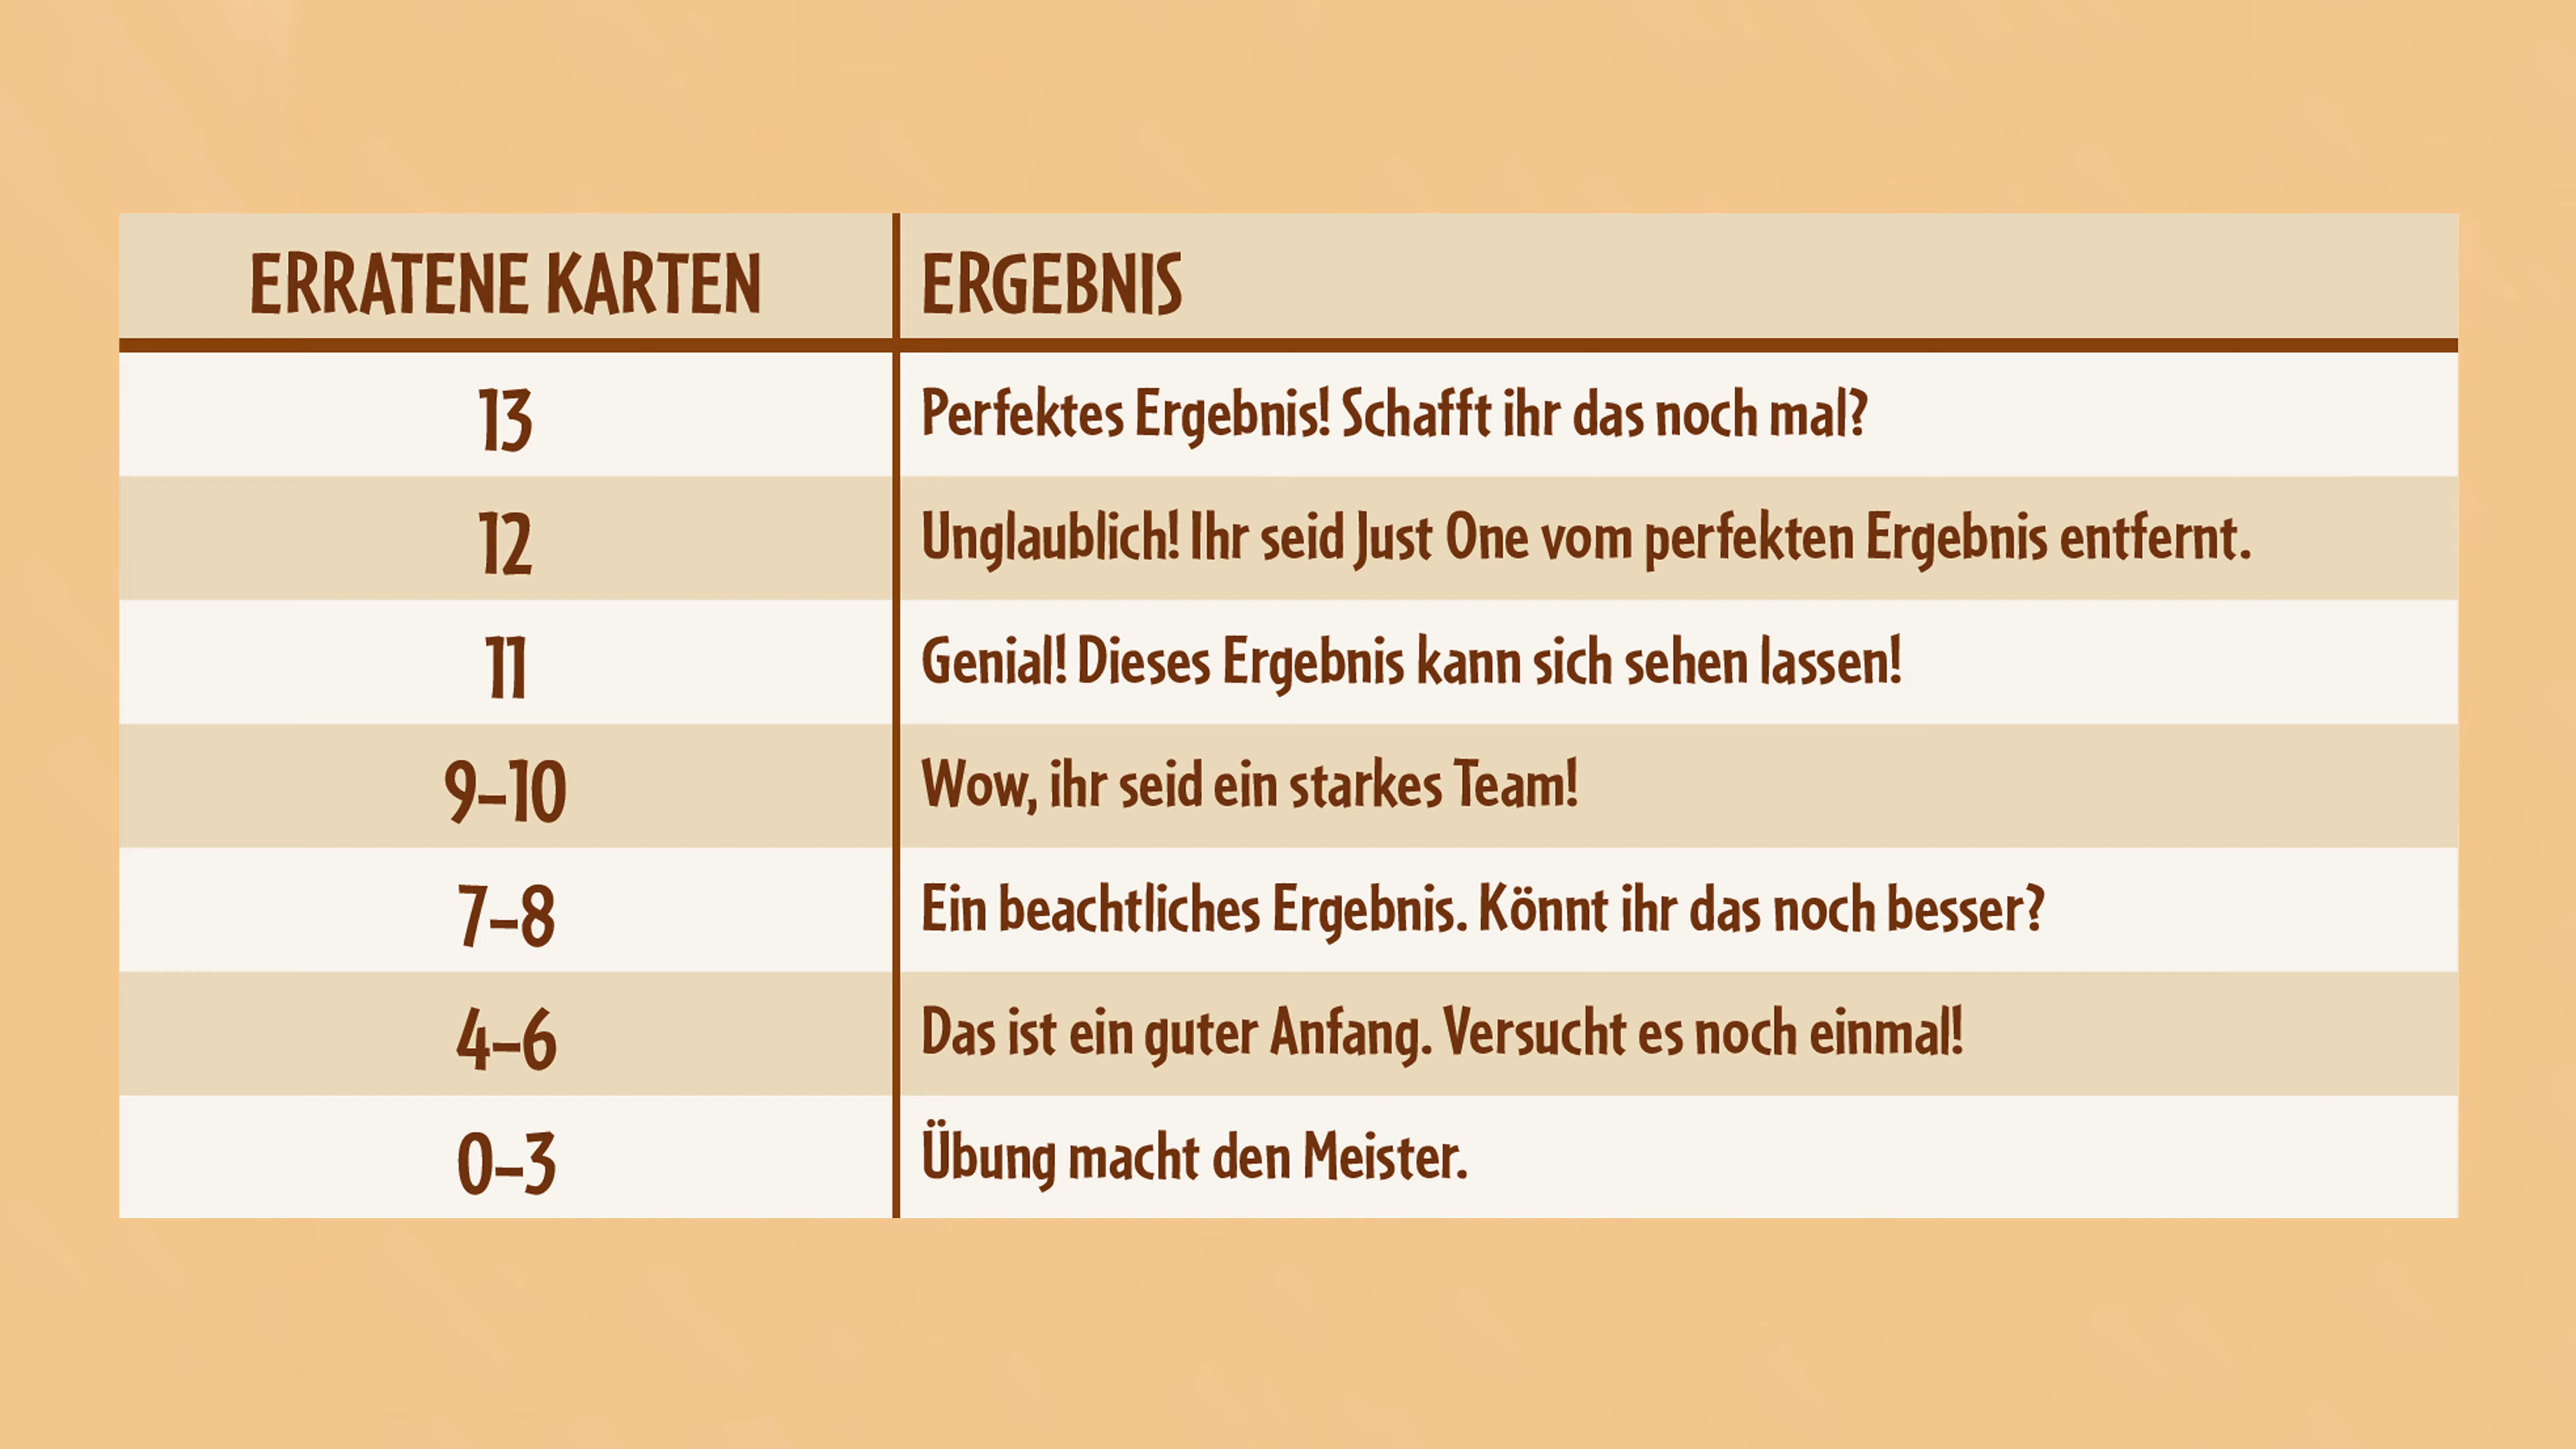 ERRATENE KARTEN ERGEBNIS
13 Perfektes Ergebnis! Schafft ihr das noch mal?
12 Unglaublich! Ihr seid Just One vom perfekten Ergebnis entfernt.
11 Genial! Dieses Ergebnis kann sich sehen lassen!
9–10 Wow, ihr seid ein starkes Team!
7–8 Ein beachtliches Ergebnis. Könnt ihr das noch besser?
4–6 Das ist ein guter Anfang. Versucht es noch einmal!
0–3 Übung macht den Meister.